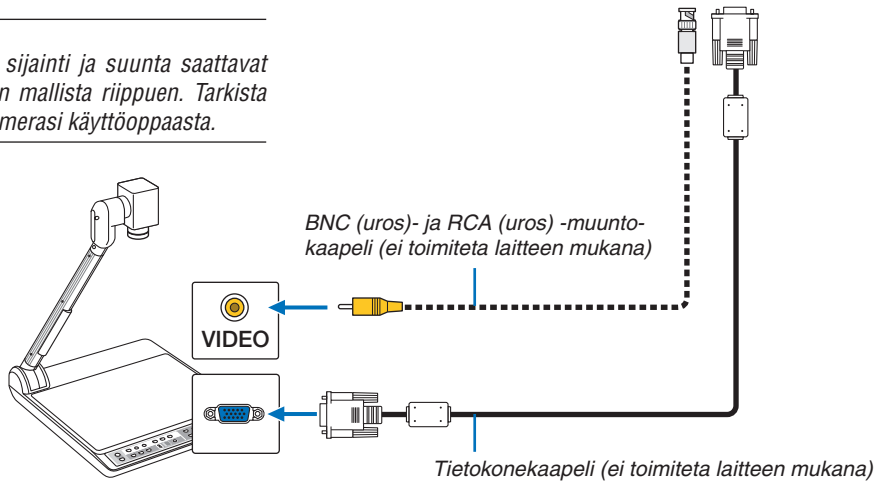 sijainti ja suunta saattavat
n mallista riippuen. Tarkista
merasi käyttöoppaasta.
BNC (uros)- ja RCA (uros) -muunto-
kaapeli (ei toimiteta laitteen mukana)
VIDEO
Tietokonekaapeli (ei toimiteta laitteen mukana)